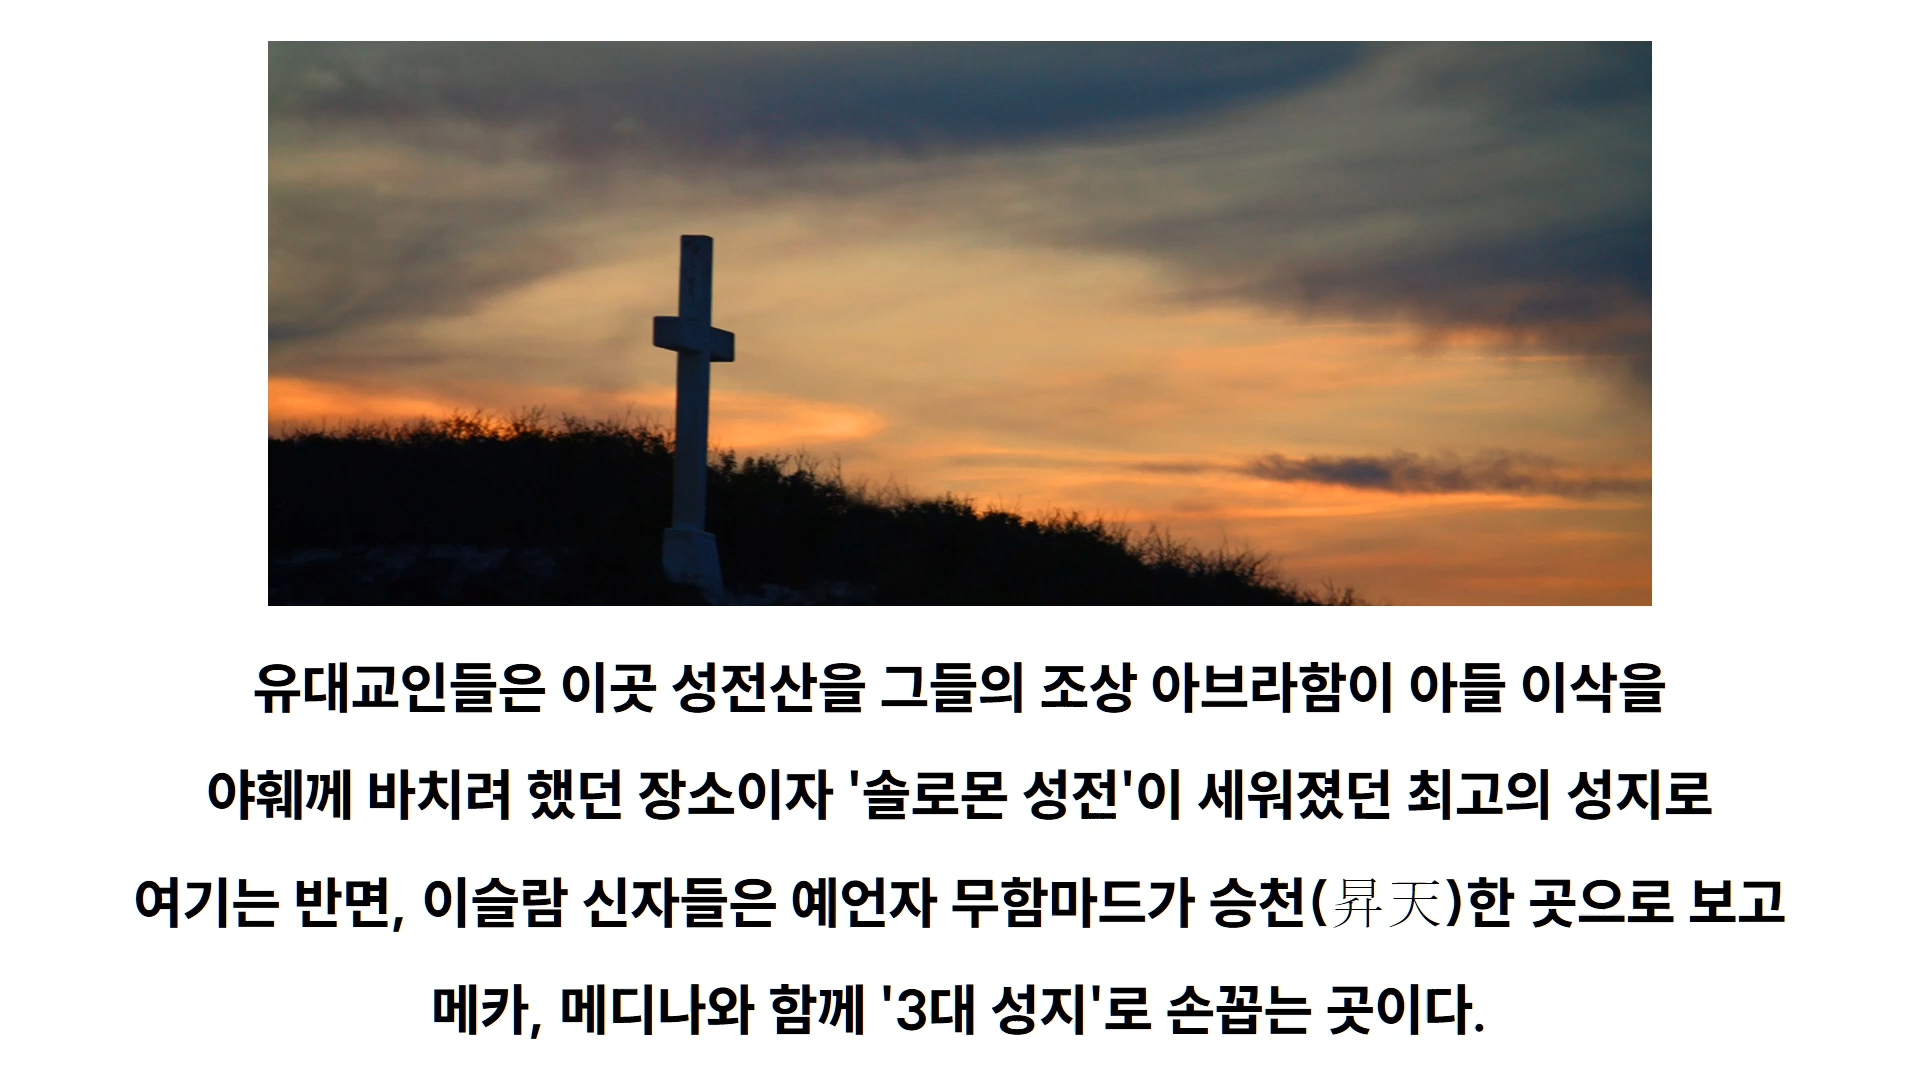 유대교인들은 이곳 성전산을 그들의 조상 아브라함이 아들 이삭을
야훼께 바치려 했던 장소이자 '솔로몬 성전'이 세워졌던 최고의 성지로
여기는 반면, 이슬람 신자들은 예언자 무함마드가 승천(昇天)한 곳으로 보고
메카, 메디나와 함께 '3대 성지'로 손꼽는 곳이다.